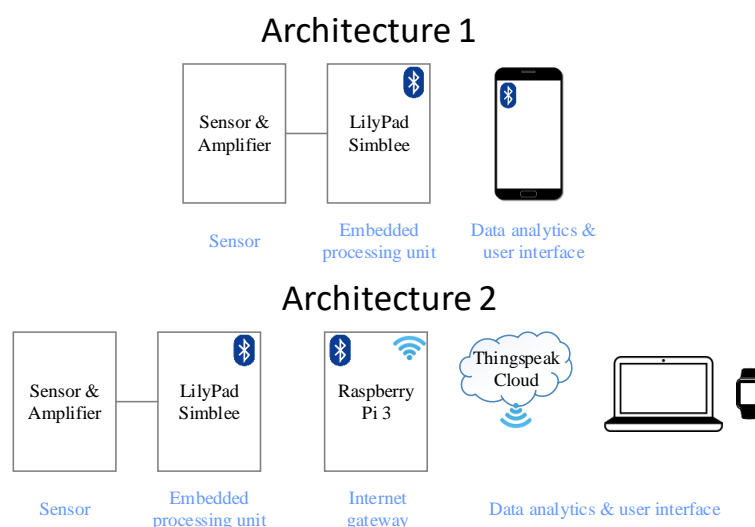 Architecture 1
Sensor &
Amplifier
LilyPad
Simblee
Sensor
Embedded
processing unit
Data analytics &
user interface
Architecture 2
Sensor &
Amplifier
LilyPad
Simblee
Raspberry
Pi 3
Thingspeak
Cloud
Sensor
Embedded
processing unit
Internet
gateway
Data analytics & user interface